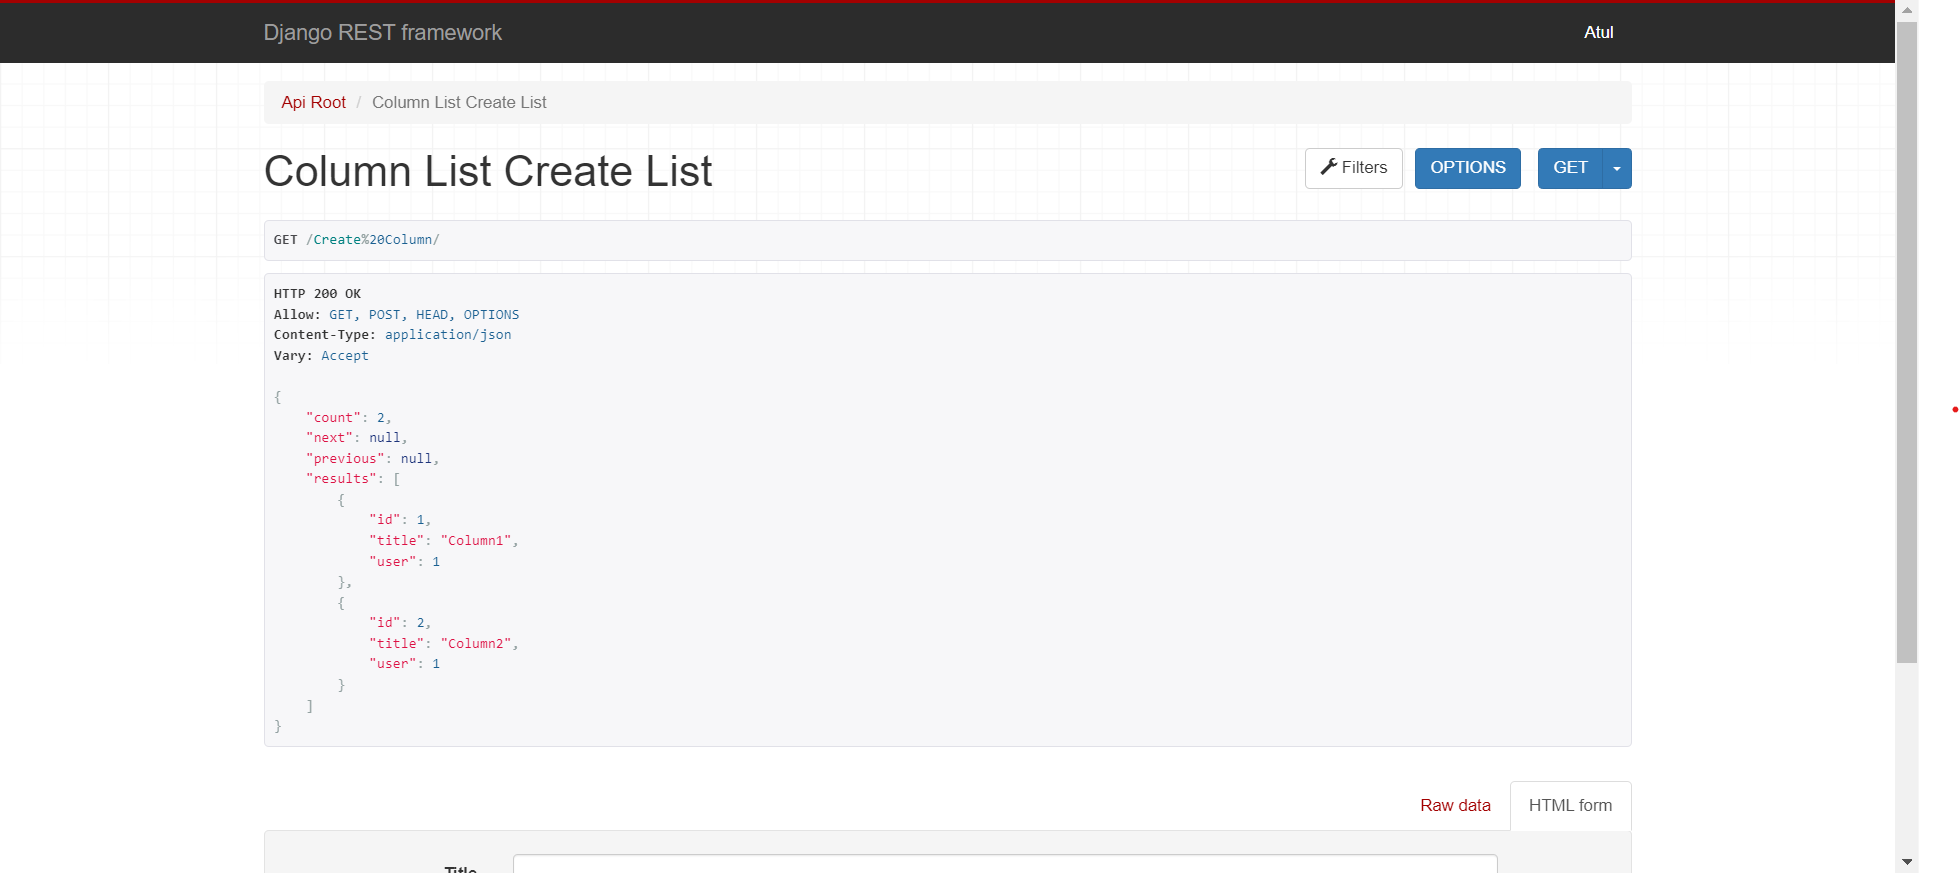 Django REST framework
Atul
Api Root / Column List Create List
Column List Create List
Filters
OPTIONS
GET
GET /Create%20Column/
HTTP 200 OK
Allow: GET, POST, HEAD, OPTIONS
Content-Type: application/json
Vary: Accept
{
    "count": 2,
    "next": null,
    "previous": null,
    "results": [
        {
            "id": 1,
            "title": "Column1",
            "user": 1
        },
        {
            "id": 2,
            "title": "Column2",
            "user": 1
        }
    ]
}
Raw data
HTML form
Title